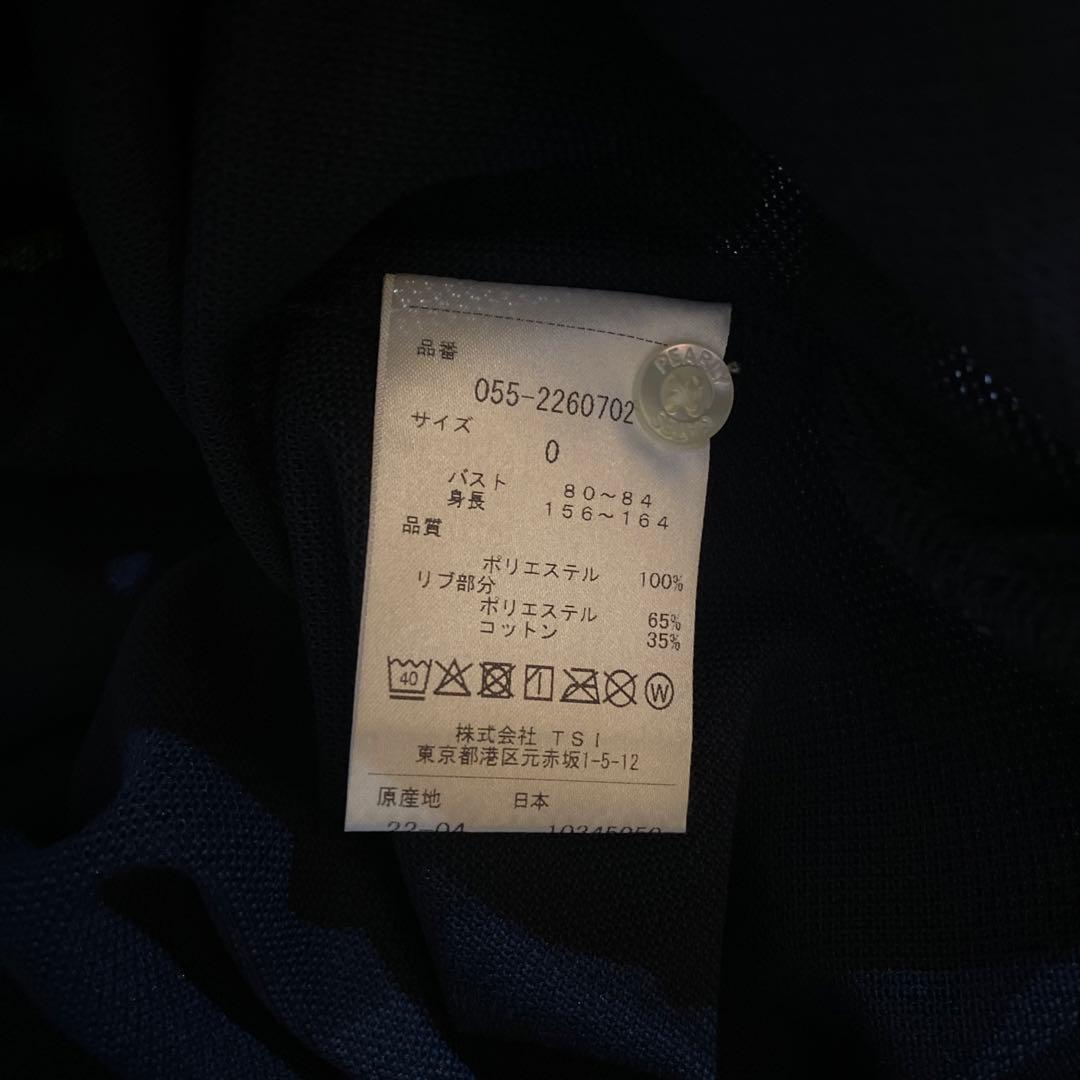 品番
055-2260702
PEARLY
サイズ
0
バスト 80～84
身長 156～164
品質
ポリエステル 100%
リブ部分
ポリエステル 65%
コットン 35%
40
W
株式会社 TSI
東京都港区元赤坂1-5-12
原産地 日本
22-04